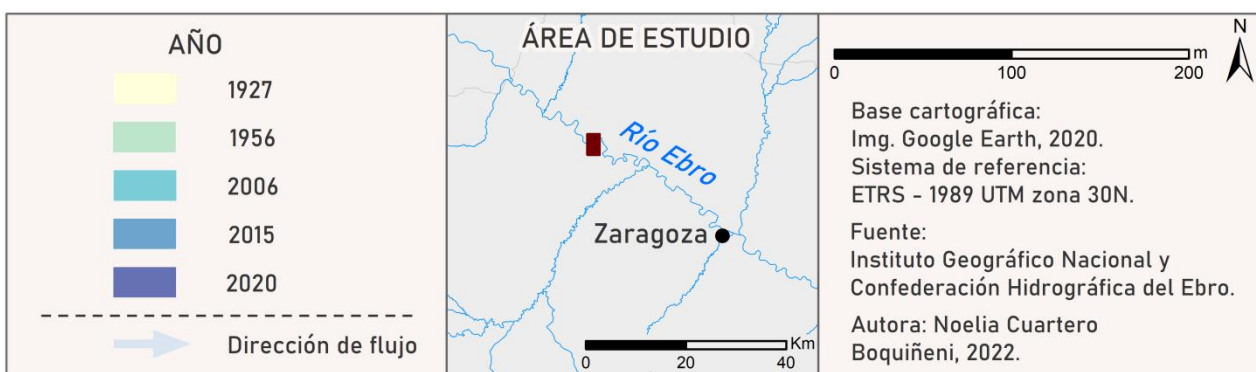 AÑO
1927
1956
2006
2015
2020
Dirección de flujo
ÁREA DE ESTUDIO
Río Ebro
Zaragoza
Km
0 20 40
N
m
0 100 200
Base cartográfica:
Img. Google Earth, 2020.
Sistema de referencia:
ETRS - 1989 UTM zona 30N.
Fuente:
Instituto Geográfico Nacional y
Confederación Hidrográfica del Ebro.
Autora: Noelia Cuartero
Boquiñeni, 2022.